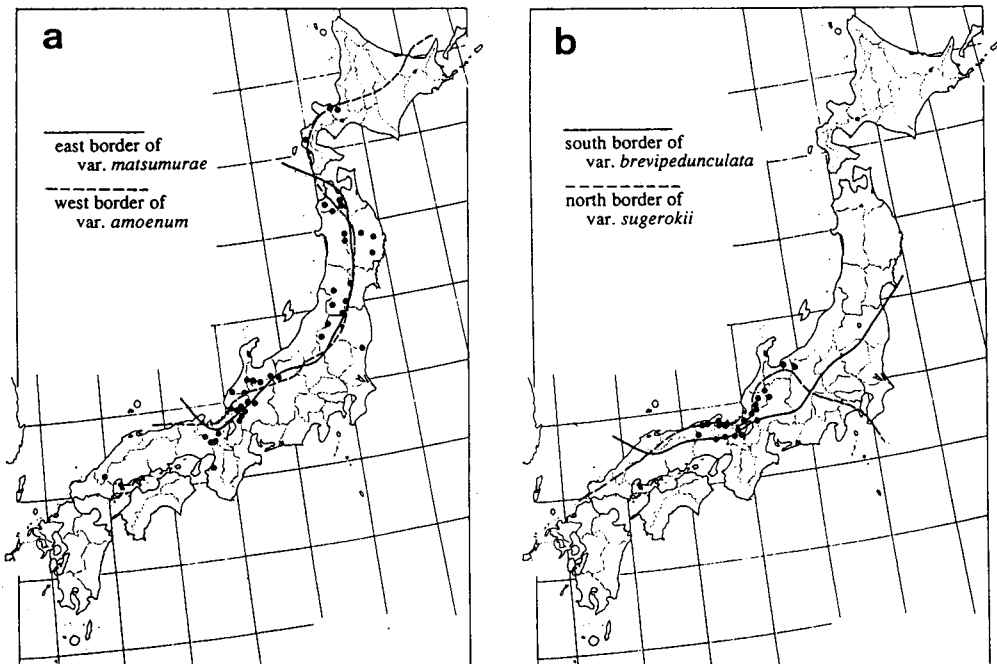 a
east border of
var. matsumurae
west border of
var. amoenum
b
south border of
var. brevipedunculata
north border of
var. sugerokii